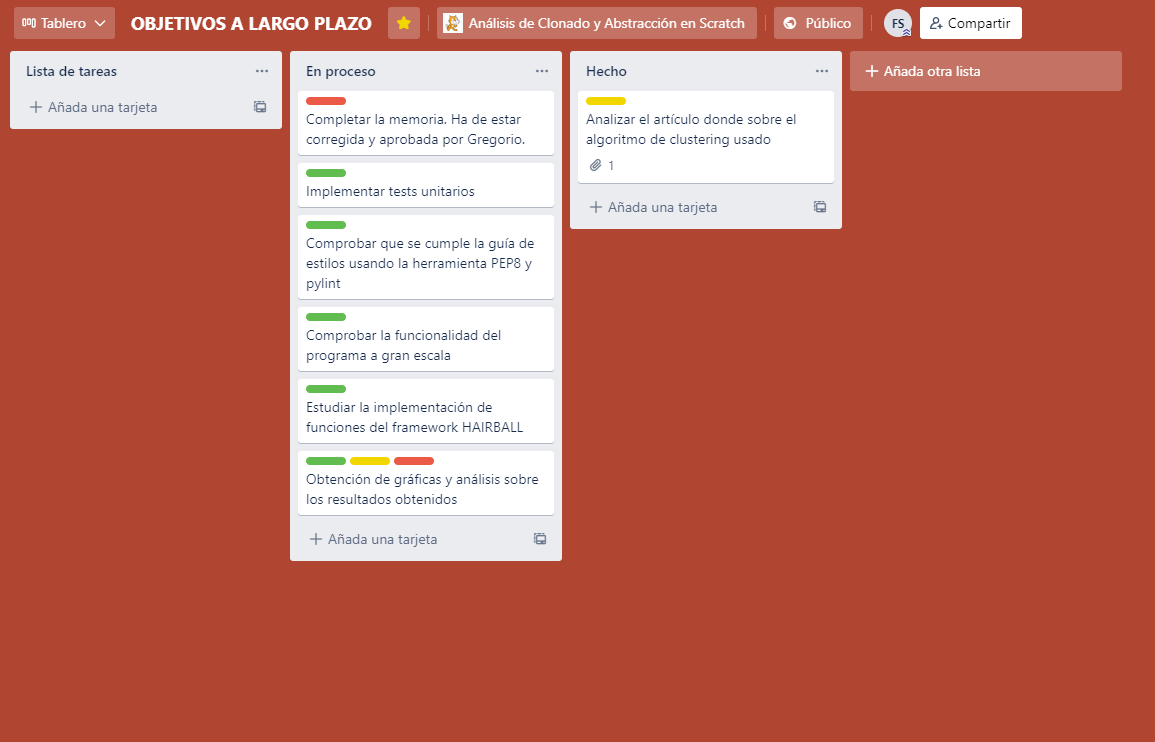 Tablero
OBJETIVOS A LARGO PLAZO
Análisis de Clonado y Abstracción en Scratch
Público
FS
Compartir
Lista de tareas
Añada una tarjeta
En proceso
Completar la memoria. Ha de estar
corregida y aprobada por Gregorio.
Implementar tests unitarios
Comprobar que se cumple la guía de
estilos usando la herramienta PEP8 y
pylint
Comprobar la funcionalidad del
programa a gran escala
Estudiar la implementación de
funciones del framework HAIRBALL
Obtención de gráficas y análisis sobre
los resultados obtenidos
Añada una tarjeta
Hecho
Analizar el artículo donde sobre el
algoritmo de clustering usado
1
Añada una tarjeta
Añada otra lista